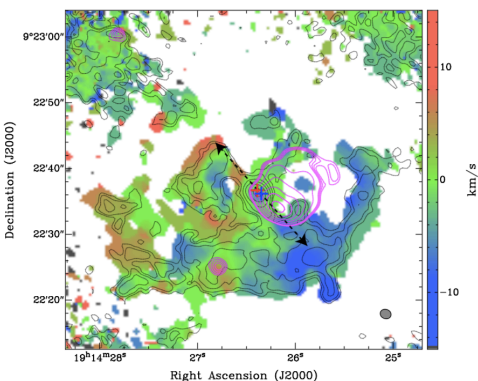 9°23′00″
22′50″
22′40″
22′30″
22′20″
Declination (J2000)
19ʰ14ᵐ28ˢ
27ˢ
26ˢ
25ˢ
Right Ascension (J2000)
10
0
−10
km/s